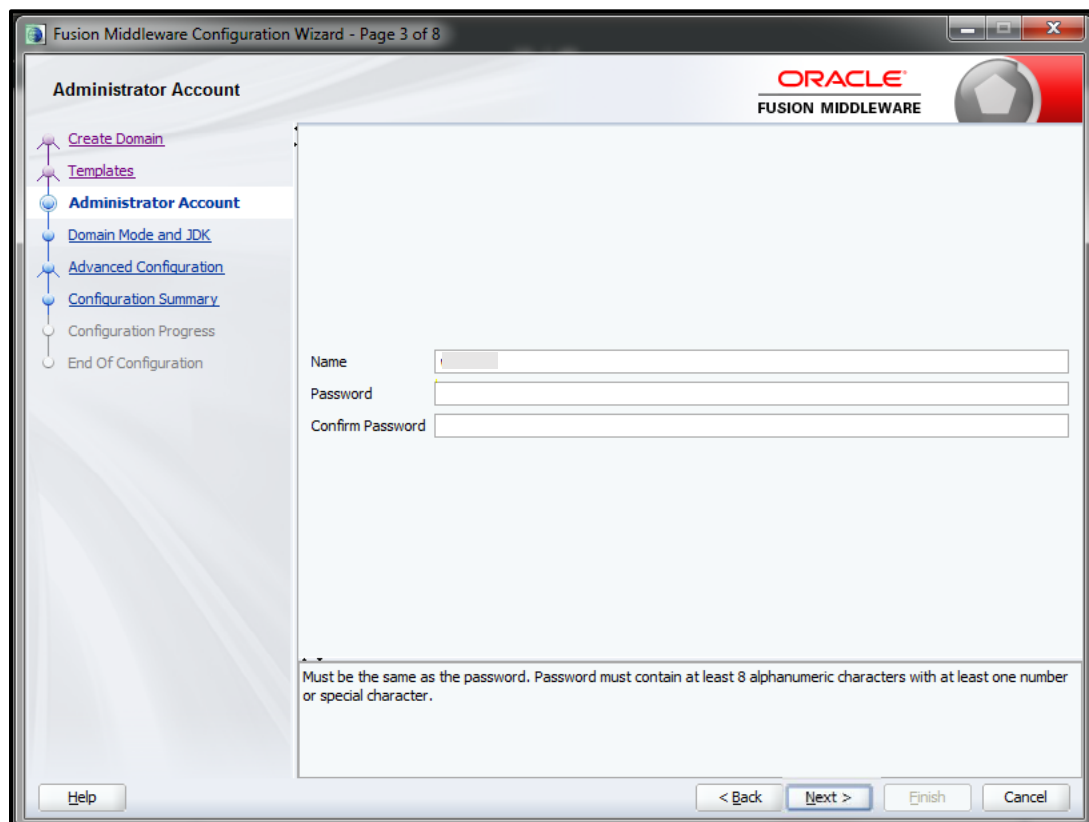 Fusion Middleware Configuration Wizard - Page 3 of 8
Administrator Account
ORACLE
FUSION MIDDLEWARE
Create Domain
Templates
Administrator Account
Domain Mode and JDK
Advanced Configuration
Configuration Summary
Configuration Progress
End Of Configuration
Name
Password
Confirm Password
Must be the same as the password. Password must contain at least 8 alphanumeric characters with at least one number
or special character.
Help
< Back
Next >
Finish
Cancel